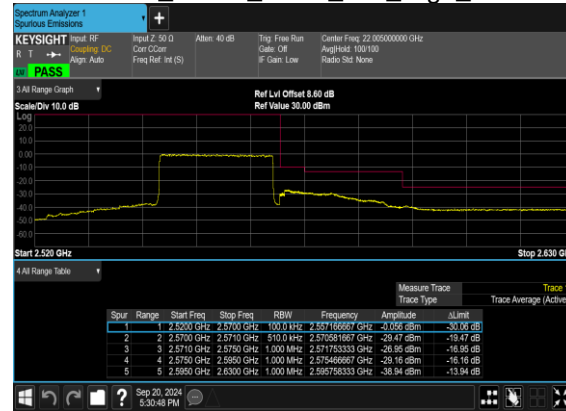 Spectrum Analyzer 1
Spurious Emissions
+
KEYSIGHT Input: RF Input Z: 50 Ω Atten: 40 dB Trig: Free Run Center Freq: 22.005000000 GHz
R T Coupling: DC Corr CCorr Gate: Off Avg|Hold: 100/100
Align: Auto Freq Ref: Int (S) IF Gain: Low Radio Std: None
LXI PASS
3 All Range Graph
Ref Lvl Offset 8.60 dB
Scale/Div 10.0 dB Ref Value 30.00 dBm
Log
20.0
10.0
0.00
-10.0
-20.0
-30.0
-40.0
-50.0
-60.0
Start 2.520 GHz Stop 2.630 G
4 All Range Table
Measure Trace Trace
Trace Type Trace Average (Active
Spur Range Start Freq Stop Freq RBW Frequency Amplitude ΔLimit
1 1 2.5200 GHz 2.5700 GHz 100.0 kHz 2.557166667 GHz -0.056 dBm -30.06 dB
2 2 2.5700 GHz 2.5710 GHz 510.0 kHz 2.570581667 GHz -29.47 dBm -19.47 dB
3 3 2.5710 GHz 2.5750 GHz 1.000 MHz 2.571753333 GHz -26.95 dBm -16.95 dB
4 4 2.5750 GHz 2.5950 GHz 1.000 MHz 2.575466667 GHz -29.16 dBm -16.16 dB
5 5 2.5950 GHz 2.6300 GHz 1.000 MHz 2.595758333 GHz -38.94 dBm -13.94 dB
? Sep 20, 2024
5:30:48 PM